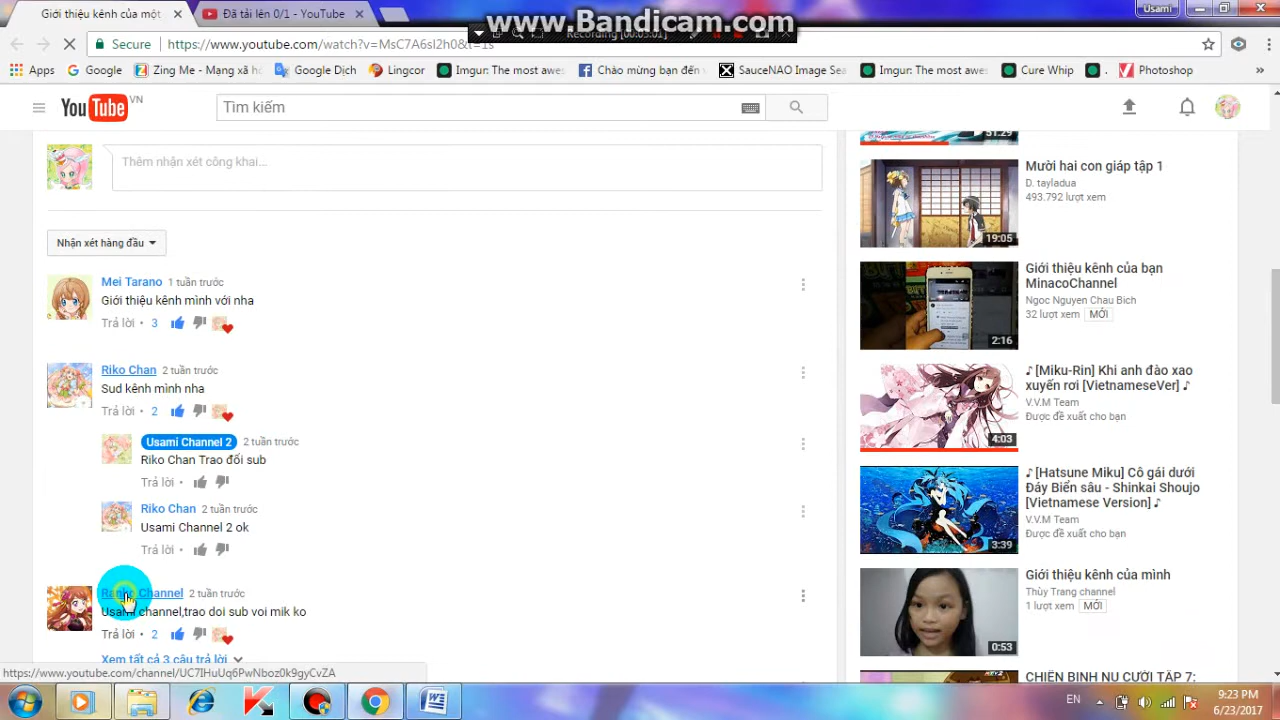 Giới thiệu kênh của một
Đã tải lên 0/1 - YouTube
www.Bandicam.com
Usami
Recording [00:05:01]
Secure
https://www.youtube.com/watch?v=MsC7A6sI2h0&t=1s
Apps
Google
Zing Me - Mạng xã hộ
Google Dịch
Lingcor
Imgur: The most awes
Chào mừng bạn đến
SauceNAO Image Sea
Imgur: The most awes
Cure Whip
Photoshop
»
YouTube VN
Tìm kiếm
Thêm nhận xét công khai...
Nhận xét hàng đầu
Mei Tarano 1 tuần trước
Giới thiệu kênh mình với nha
Trả lời • 3
Riko Chan 2 tuần trước
Sud kênh mình nha
Trả lời • 2
Usami Channel 2 2 tuần trước
Riko Chan Trao đổi sub
Trả lời •
Riko Chan 2 tuần trước
Usami Channel 2 ok
Trả lời •
Channel 2 tuần trước
Usami channel,trao doi sub voi mik ko
Trả lời • 2
Xem tất cả 3 câu trả lời
51:29
Mười hai con giáp tập 1
D. tayladua
493.792 lượt xem
19:05
Giới thiệu kênh của bạn
MinacoChannel
Ngoc Nguyen Chau Bich
32 lượt xem MỚI
2:16
♪ [Miku-Rin] Khi anh đào xao
xuyến rơi [VietnameseVer] ♪
V.V.M Team
Được đề xuất cho bạn
4:03
♪ [Hatsune Miku] Cô gái dưới
Đáy Biển sâu - Shinkai Shoujo
[Vietnamese Version] ♪
V.V.M Team
Được đề xuất cho bạn
3:39
Giới thiệu kênh của mình
Thùy Trang channel
1 lượt xem MỚI
0:53
CHIẾN BINH NỤ CƯỜI TẬP 7:
https://www.youtube.com/channel/UC7IHuUq6PwNboz0k9qyCvZA
EN
9:23 PM
6/23/2017